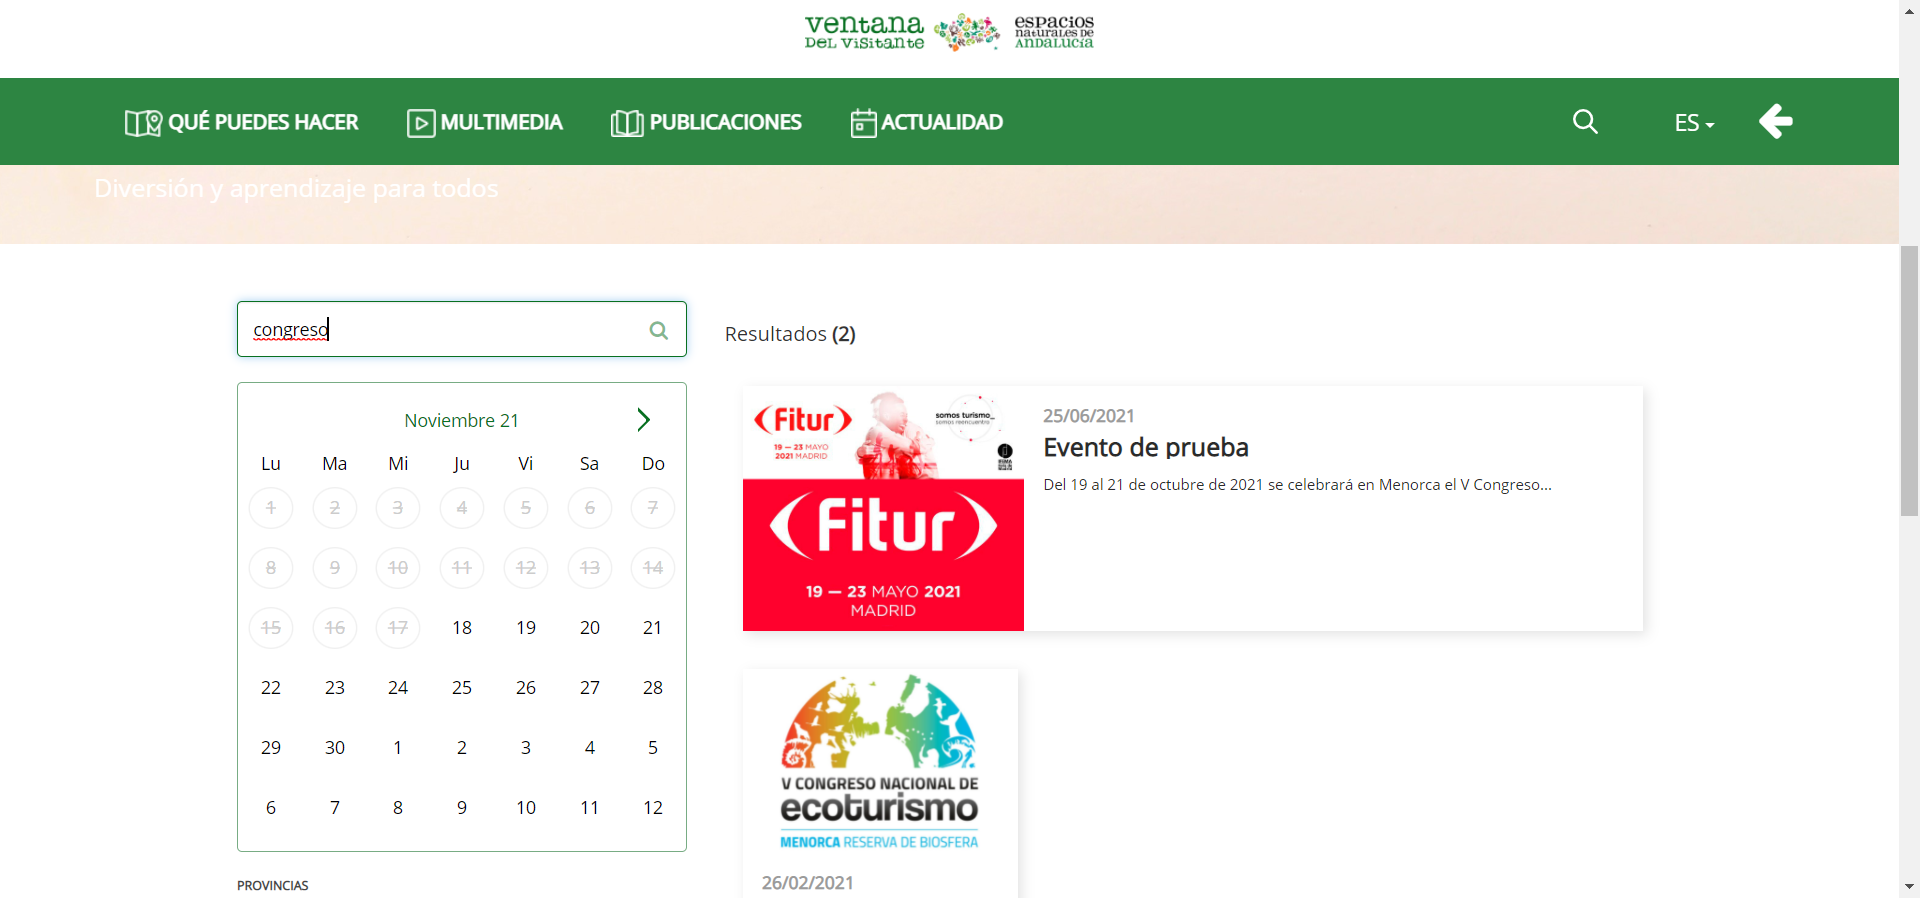 ventana
DEL VISITANTE
espacios
naturales de
ANDALUCÍA
QUÉ PUEDES HACER
MULTIMEDIA
PUBLICACIONES
ACTUALIDAD
ES
Diversión y aprendizaje para todos
congreso
Resultados (2)
Noviembre 21
Lu Ma Mi Ju Vi Sa Do
1 2 3 4 5 6 7
8 9 10 11 12 13 14
15 16 17 18 19 20 21
22 23 24 25 26 27 28
29 30 1 2 3 4 5
6 7 8 9 10 11 12
PROVINCIAS
Fitur
19 — 23 MAYO
2021 MADRID
somos turismo_
somos reencuentro
Fitur
19 — 23 MAYO 2021
MADRID
25/06/2021
Evento de prueba
Del 19 al 21 de octubre de 2021 se celebrará en Menorca el V Congreso...
V CONGRESO NACIONAL DE
ecoturismo
MENORCA RESERVA DE BIOSFERA
26/02/2021